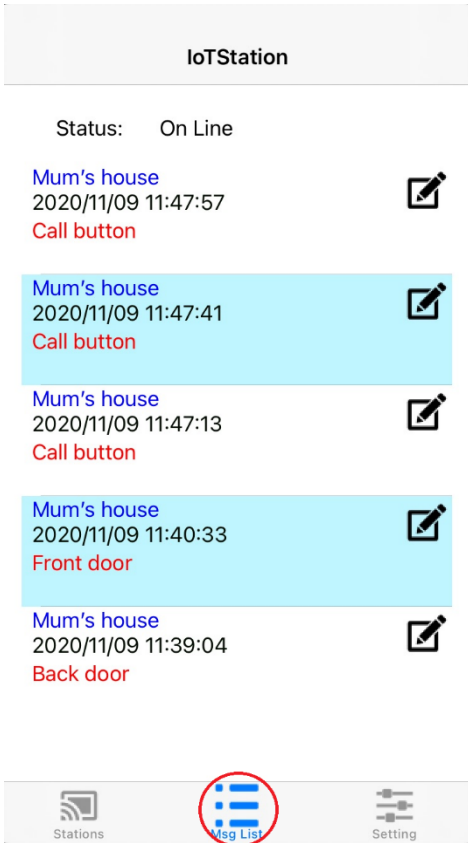 IoTStation
Status: On Line
Mum's house
2020/11/09 11:47:57
Call button
Mum's house
2020/11/09 11:47:41
Call button
Mum's house
2020/11/09 11:47:13
Call button
Mum's house
2020/11/09 11:40:33
Front door
Mum's house
2020/11/09 11:39:04
Back door
Stations Msg List Setting